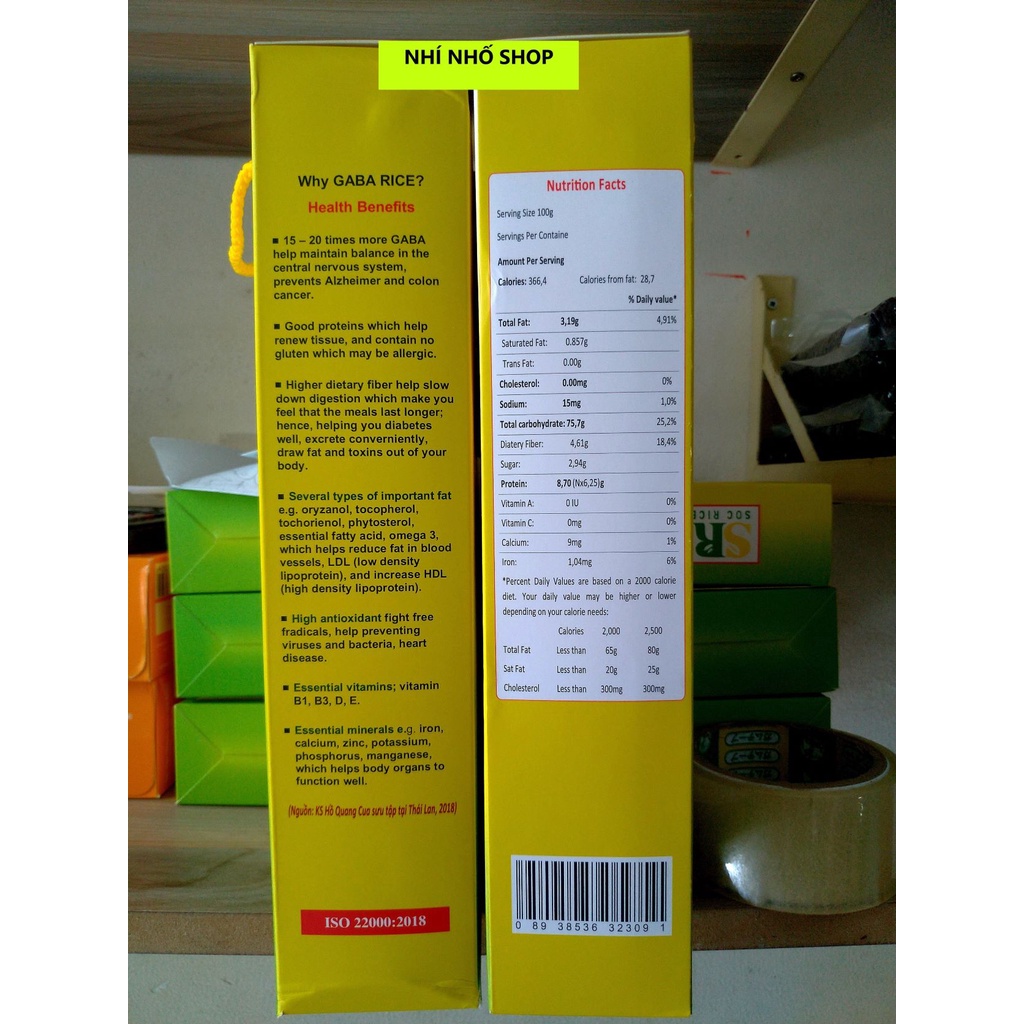 NHÍ NHỐ SHOP
Why GABA RICE?
Health Benefits
▪ 15 – 20 times more GABA
help maintain balance in the
central nervous system,
prevents Alzheimer and colon
cancer.
▪ Good proteins which help
renew tissue, and contain no
gluten which may be allergic.
▪ Higher dietary fiber help slow
down digestion which make you
feel that the meals last longer;
hence, helping you diabetes
well, excrete converniently,
draw fat and toxins out of your
body.
▪ Several types of important fat
e.g. oryzanol, tocopherol,
tochorienol, phytosterol,
essential fatty acid, omega 3,
which helps reduce fat in blood
vessels, LDL (low density
lipoprotein), and increase HDL
(high density lipoprotein).
▪ High antioxidant fight free
fradicals, help preventing
viruses and bacteria, heart
disease.
▪ Essential vitamins; vitamin
B1, B3, D, E.
▪ Essential minerals e.g. iron,
calcium, zinc, potassium,
phosphorus, manganese,
which helps body organs to
function well.
(Nguồn: KS Hồ Quang Cua sưu tập tại Thái Lan, 2018)
ISO 22000:2018
Nutrition Facts
Serving Size 100g
Servings Per Containe
Amount Per Serving
Calories: 366,4 Calories from fat: 28,7
% Daily value*
Total Fat: 3,19g 4,91%
Saturated Fat: 0.857g
Trans Fat: 0.00g
Cholesterol: 0.00mg 0%
Sodium: 15mg 1,0%
Total carbohydrate: 75,7g 25,2%
Diatery Fiber: 4,61g 18,4%
Sugar: 2,94g
Protein: 8,70 (Nx6,25)g
Vitamin A: 0 IU 0%
Vitamin C: 0mg 0%
Calcium: 9mg 1%
Iron: 1,04mg 6%
*Percent Daily Values are based on a 2000 calorie
diet. Your daily value may be higher or lower
depending on your calorie needs:
Calories 2,000 2,500
Total Fat Less than 65g 80g
Sat Fat Less than 20g 25g
Cholesterol Less than 300mg 300mg
0 89 38536 32309 1
SR
SOC RICE